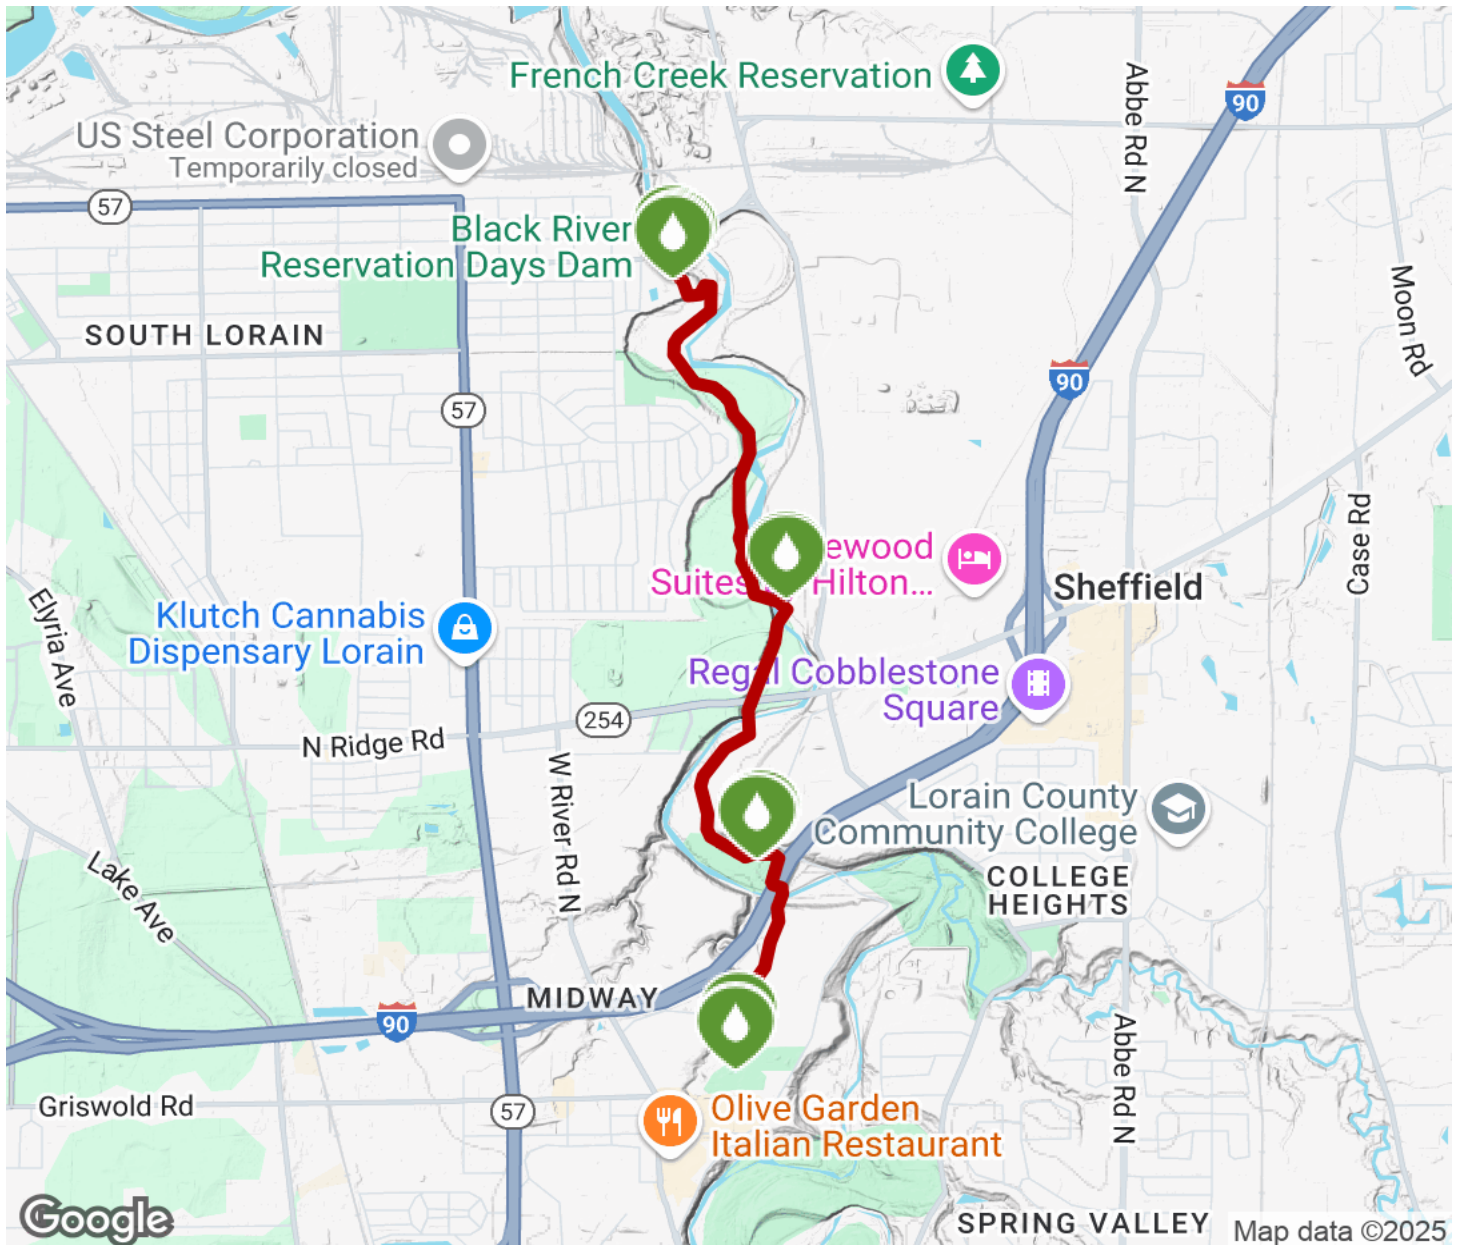 French Creek Reservation
Abbe Rd N
90
US Steel Corporation
Temporarily closed
57
Black River
Reservation Days Dam
Moon Rd
SOUTH LORAIN
90
57
Case Rd
ewood
Suites
Hilton...
Sheffield
Elyria Ave
Klutch Cannabis
Dispensary Lorain
Regal Cobblestone
Square
254
N Ridge Rd
W River Rd N
Lorain County
Community College
Lake Ave
COLLEGE
HEIGHTS
MIDWAY
90
Abbe Rd N
Griswold Rd
57
Olive Garden
Italian Restaurant
Google
SPRING VALLEY
Map data ©2025